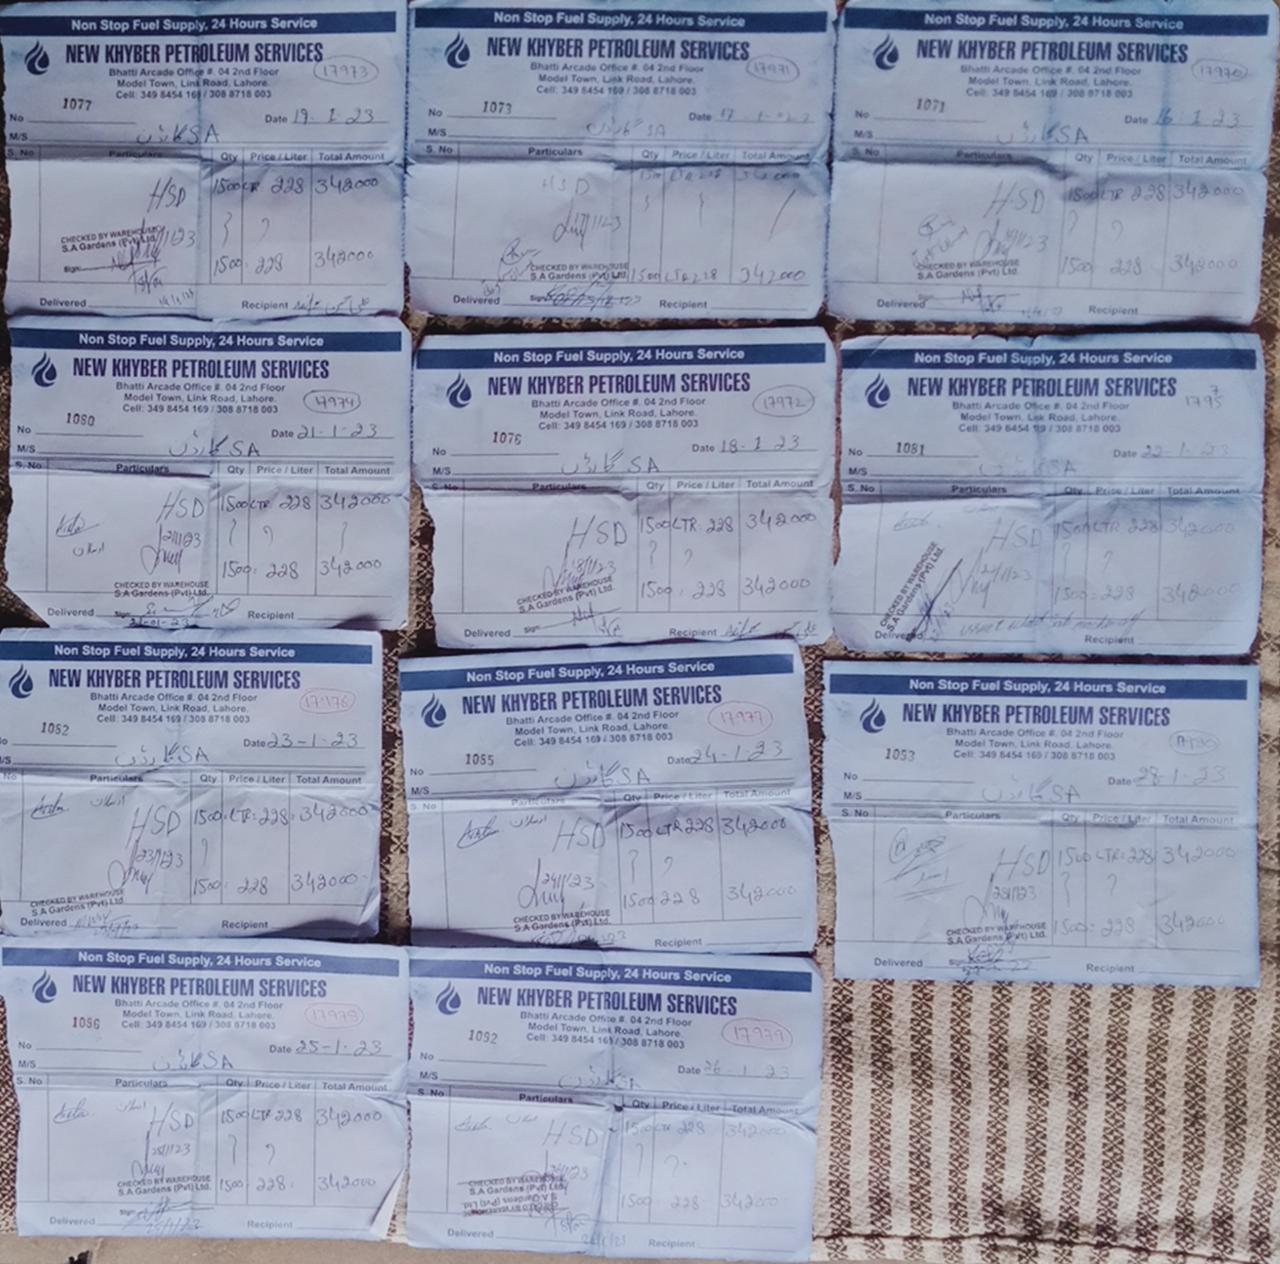 Non Stop Fuel Supply, 24 Hours Service
NEW KHYBER PETROLEUM SERVICES
17973
Bhatti Arcade Office #. 04 2nd Floor
Model Town, Link Road, Lahore.
Cell: 349 8454 169 / 308 8718 003
1077
No Date 19-1-23
M/S گارڈن SA
S. No Particulars Qty Price / Liter Total Amount
HSD 1500 LTR 228 342000
CHECKED BY WAREHOUSE
S.A Gardens (Pvt) Ltd.
Sign:
1500 228 342000
Delivered Recipient
Non Stop Fuel Supply, 24 Hours Service
NEW KHYBER PETROLEUM SERVICES
17971
Bhatti Arcade Office #. 04 2nd Floor
Model Town, Link Road, Lahore.
Cell: 349 8454 169 / 308 8718 003
1073
No Date 17-1-
M/S گارڈن SA
S. No Particulars Qty Price / Liter Total Amount
HSD
17/1/23
CHECKED BY WAREHOUSE
S.A Gardens (Pvt) Ltd.
1500 LTR 228 342000
Delivered Sign: Recipient
Non Stop Fuel Supply, 24 Hours Service
NEW KHYBER PETROLEUM SERVICES
Bhatti Arcade Office #. 04 2nd Floor
Model Town, Link Road, Lahore.
Cell: 349 8454 169 / 308 8718 003
1071
No Date 16-1-23
M/S گارڈن SA
S. No Particulars Qty Price / Liter Total Amount
HSD 1500 LTR 228 342000
CHECKED BY WAREHOUSE
S.A Gardens (Pvt) Ltd.
1500 228 342000
Delivered Recipient
Non Stop Fuel Supply, 24 Hours Service
NEW KHYBER PETROLEUM SERVICES
17974
Bhatti Arcade Office #. 04 2nd Floor
Model Town, Link Road, Lahore.
Cell: 349 8454 169 / 308 8718 003
1080
No Date 21-1-23
M/S گارڈن SA
S. No Particulars Qty Price / Liter Total Amount
HSD 1500 LTR 228 342000
21/1/23
1500 228 342000
CHECKED BY WAREHOUSE
S.A Gardens (Pvt) Ltd.
Delivered Sign: Recipient
Non Stop Fuel Supply, 24 Hours Service
NEW KHYBER PETROLEUM SERVICES
17972
Bhatti Arcade Office #. 04 2nd Floor
Model Town, Link Road, Lahore.
Cell: 349 8454 169 / 308 8718 003
1076
No Date 18-1-23
M/S گارڈن SA
S. No Particulars Qty Price / Liter Total Amount
HSD 1500 LTR 228 342000
18/1/23
CHECKED BY WAREHOUSE
S.A Gardens (Pvt) Ltd.
1500 228 342000
Delivered Sign: Recipient
Non Stop Fuel Supply, 24 Hours Service
NEW KHYBER PETROLEUM SERVICES
Bhatti Arcade Office #. 04 2nd Floor
Model Town, Link Road, Lahore.
Cell: 349 8454 169 / 308 8718 003
1081
No Date 22-1-23
M/S گارڈن SA
S. No Particulars Qty Price / Liter Total Amount
HSD 1500 LTR 228 342000
CHECKED BY WAREHOUSE
S.A Gardens (Pvt) Ltd.
1500 228 342000
Delivered Recipient
Non Stop Fuel Supply, 24 Hours Service
NEW KHYBER PETROLEUM SERVICES
17976
Bhatti Arcade Office #. 04 2nd Floor
Model Town, Link Road, Lahore.
Cell: 349 8454 169 / 308 8718 003
1082
Date 23-1-23
گارڈن SA
No Particulars Qty Price / Liter Total Amount
HSD 1500 LTR 228 342000
23/1/23
1500 228 342000
CHECKED BY WAREHOUSE
S.A Gardens (Pvt) Ltd.
Delivered Recipient
Non Stop Fuel Supply, 24 Hours Service
NEW KHYBER PETROLEUM SERVICES
17977
Bhatti Arcade Office #. 04 2nd Floor
Model Town, Link Road, Lahore.
Cell: 349 8454 169 / 308 8718 003
1085
No Date 24-1-23
M/S گارڈن SA
S. No Particulars Qty Price / Liter Total Amount
HSD 1500 LTR 228 342000
24/1/23
1500 228 342000
CHECKED BY WAREHOUSE
S.A Gardens (Pvt) Ltd.
Delivered Recipient
Non Stop Fuel Supply, 24 Hours Service
NEW KHYBER PETROLEUM SERVICES
Bhatti Arcade Office #. 04 2nd Floor
Model Town, Link Road, Lahore.
Cell: 349 8454 169 / 308 8718 003
No Date 28-1-23
M/S گارڈن SA
S. No Particulars Qty Price / Liter Total Amount
HSD 1500 LTR 228 342000
28/1/23
1500 228 342000
CHECKED BY WAREHOUSE
S.A Gardens (Pvt) Ltd.
Delivered Recipient
Non Stop Fuel Supply, 24 Hours Service
NEW KHYBER PETROLEUM SERVICES
Bhatti Arcade Office #. 04 2nd Floor
Model Town, Link Road, Lahore.
Cell: 349 8454 169 / 308 8718 003
1086
No Date 25-1-23
M/S گارڈن SA
S. No Particulars Qty Price / Liter Total Amount
HSD 1500 LTR 228 342000
25/1/23
CHECKED BY WAREHOUSE
S.A Gardens (Pvt) Ltd.
1500 228 342000
Delivered Sign: Recipient
Non Stop Fuel Supply, 24 Hours Service
NEW KHYBER PETROLEUM SERVICES
17979
Bhatti Arcade Office #. 04 2nd Floor
Model Town, Link Road, Lahore.
Cell: 349 8454 169 / 308 8718 003
1092
No Date 26-1-23
M/S گارڈن SA
S. No Particulars Qty Price / Liter Total Amount
HSD 1500 LTR 228 342000
CHECKED BY WAREHOUSE
S.A Gardens (Pvt) Ltd.
1500 228 342000
Delivered Recipient